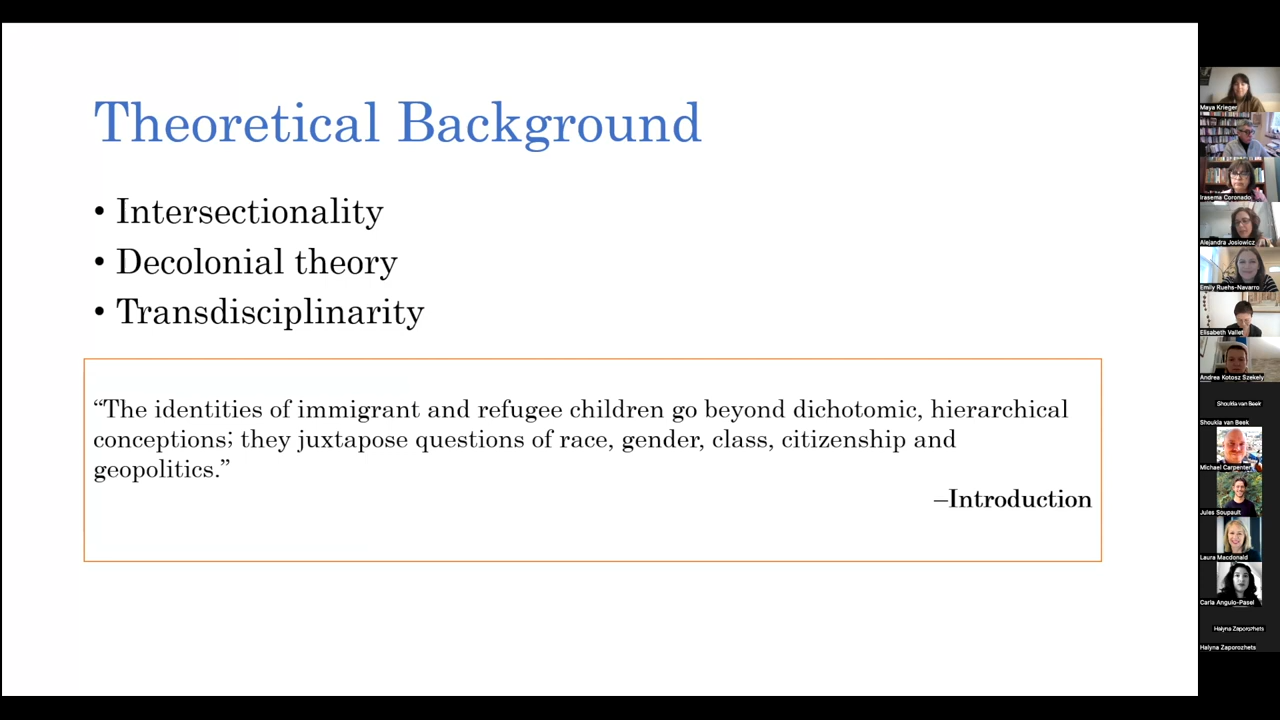 Theoretical Background
• Intersectionality
• Decolonial theory
• Transdisciplinarity
“The identities of immigrant and refugee children go beyond dichotomic, hierarchical
conceptions; they juxtapose questions of race, gender, class, citizenship and
geopolitics.”
–Introduction
Maya Krieger
Irasema Coronado
Alejandra Josiowicz
Emily Ruehs-Navarro
Elisabeth Vallet
Andrea Kotosz Szekely
Shoukla van Beek
Shoukla van Beek
Michael Carpenter
Jules Soupault
Laura Macdonald
Carla Angulo-Pasel
Halyna Zaporozhets
Halyna Zaporozhets